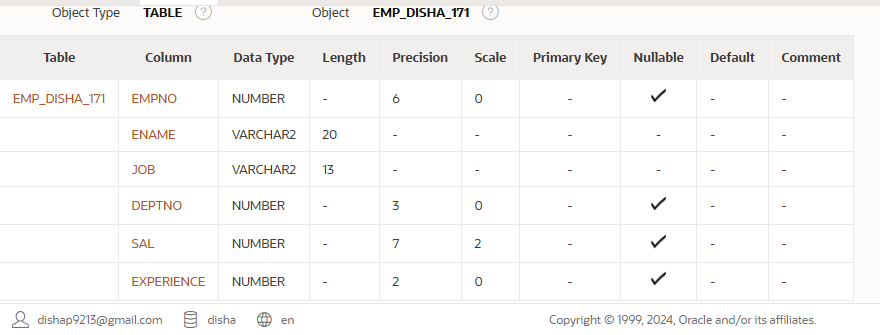 Object Type TABLE ? Object EMP_DISHA_171 ?
Table Column Data Type Length Precision Scale Primary Key Nullable Default Comment
EMP_DISHA_171 EMPNO NUMBER - 6 0 - ✓ - -
ENAME VARCHAR2 20 - - - - - -
JOB VARCHAR2 13 - - - - - -
DEPTNO NUMBER - 3 0 - ✓ - -
SAL NUMBER - 7 2 - ✓ - -
EXPERIENCE NUMBER - 2 0 - ✓ - -
dishap9213@gmail.com disha en Copyright © 1999, 2024, Oracle and/or its affiliates.